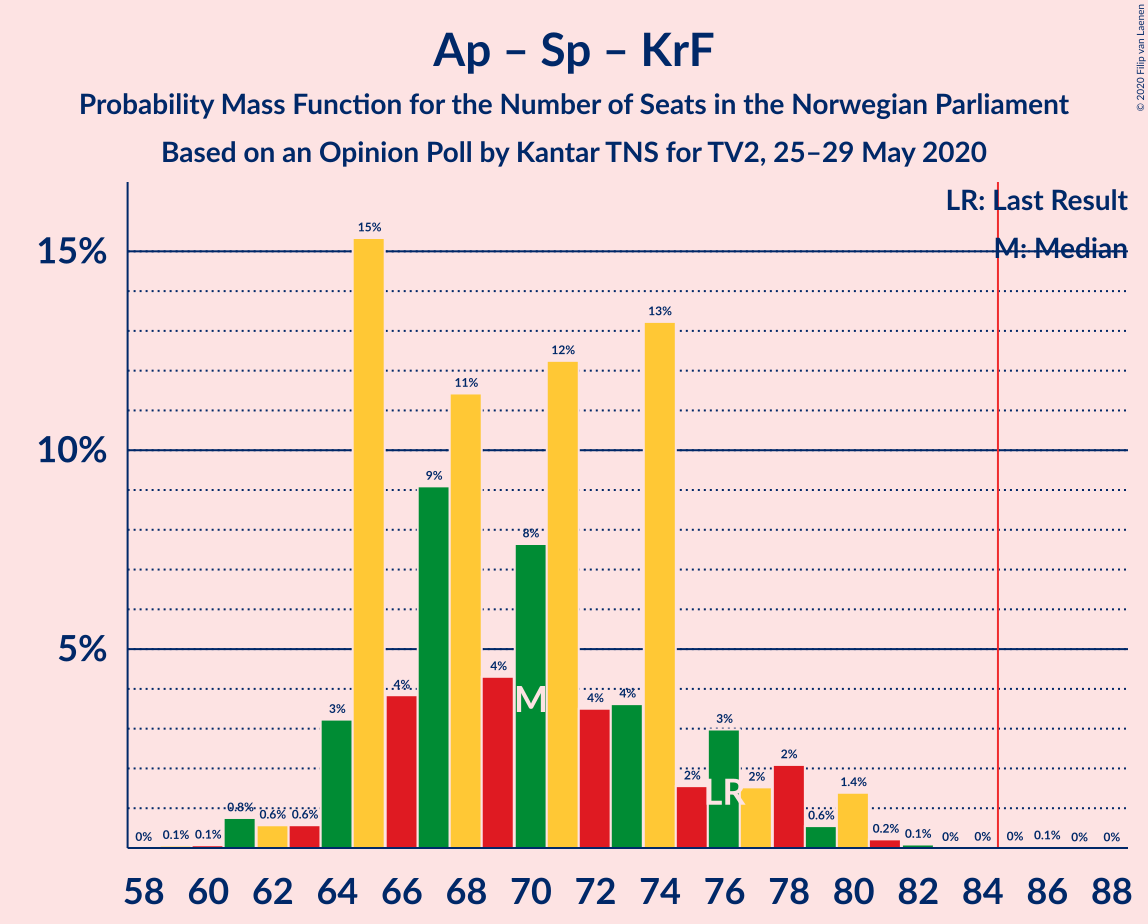 Ap – Sp – KrF
Probability Mass Function for the Number of Seats in the Norwegian Parliament
Based on an Opinion Poll by Kantar TNS for TV2, 25–29 May 2020
© 2020 Filip van Laenen
LR: Last Result
M: Median
15%
10%
5%
0% 0.1% 0.1% 0.8% 0.6% 0.6% 3% 15% 4% 9% 11% 4% 8% 12% 4% 4% 13% 2% 3% 2% 2% 0.6% 1.4% 0.2% 0.1% 0% 0% 0% 0.1% 0% 0%
M
LR
58 60 62 64 66 68 70 72 74 76 78 80 82 84 86 88